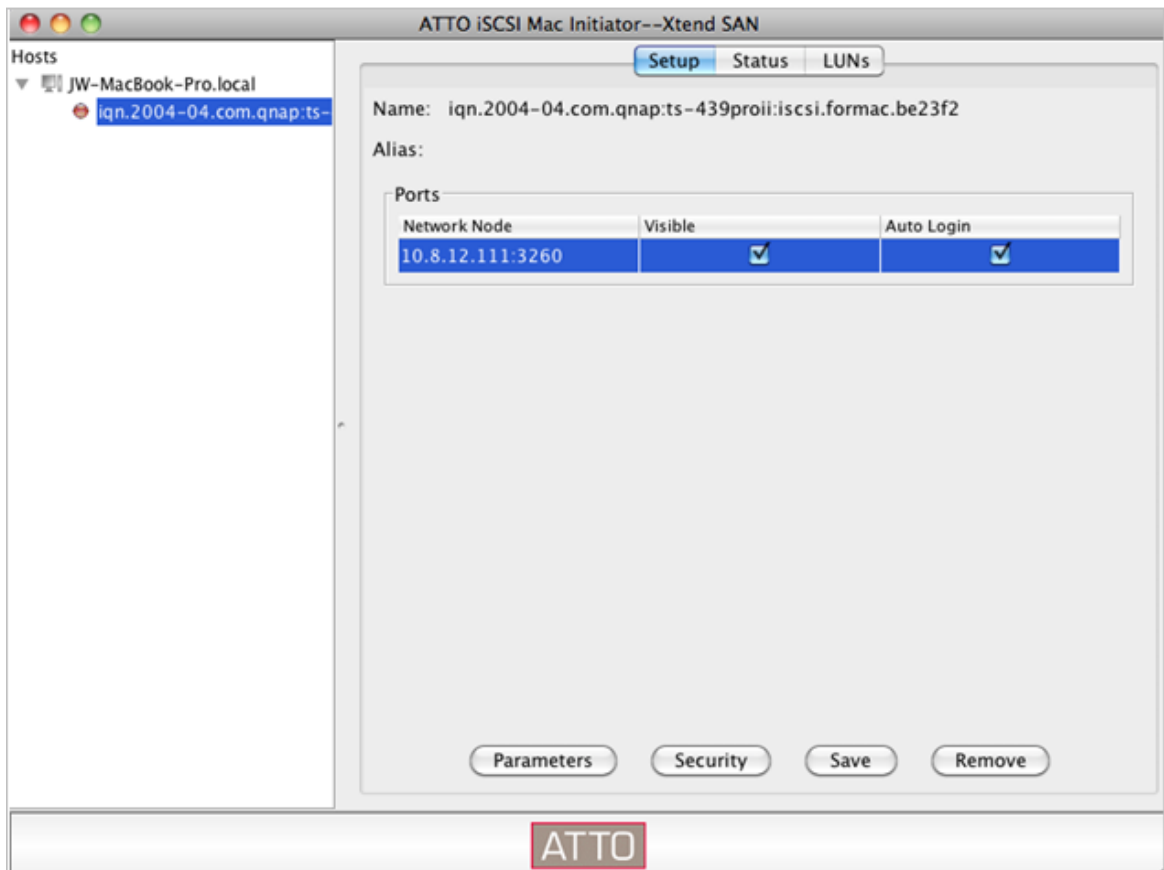 ATTO iSCSI Mac Initiator--Xtend SAN
Hosts
JW-MacBook-Pro.local
iqn.2004-04.com.qnap:ts-
Setup Status LUNs
Name: iqn.2004-04.com.qnap:ts-439proii:iscsi.formac.be23f2
Alias:
Ports
Network Node Visible Auto Login
10.8.12.111:3260
Parameters Security Save Remove
ATTO